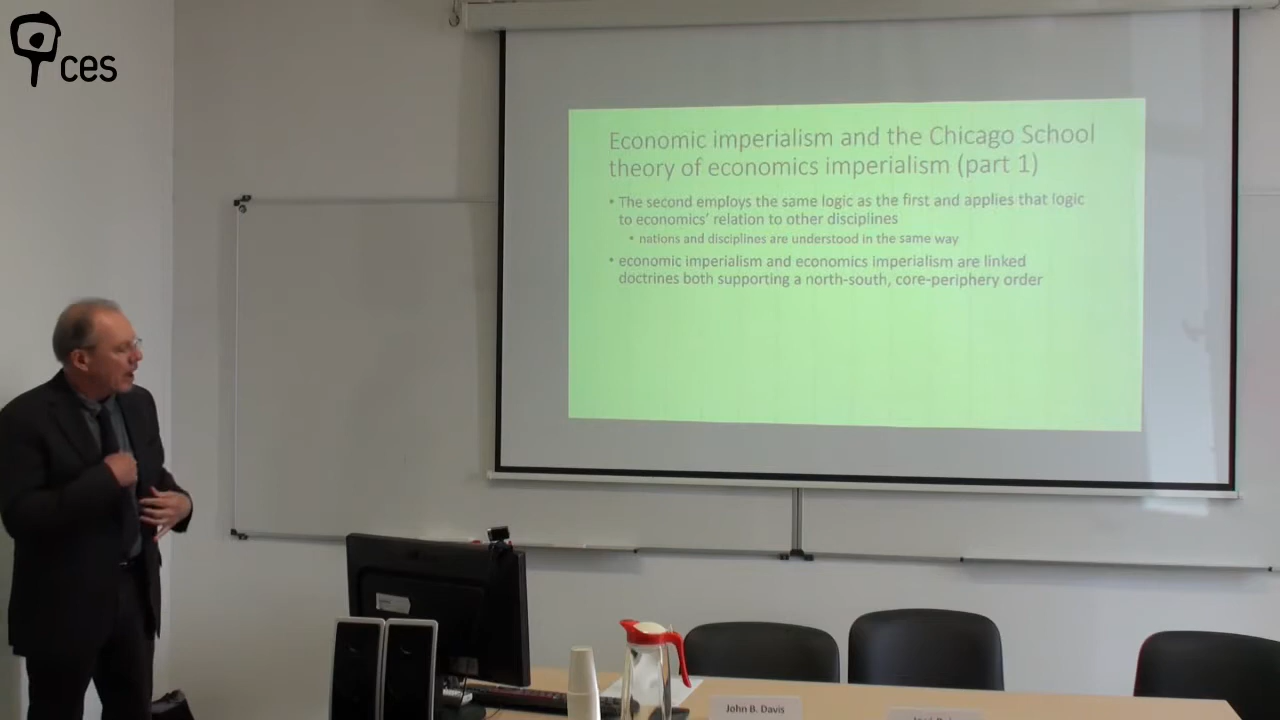 ces
Economic imperialism and the Chicago School
theory of economics imperialism (part 1)
• The second employs the same logic as the first and applies that logic
to economics' relation to other disciplines
• nations and disciplines are understood in the same way
• economic imperialism and economics imperialism are linked
doctrines both supporting a north-south, core-periphery order
John B. Davis